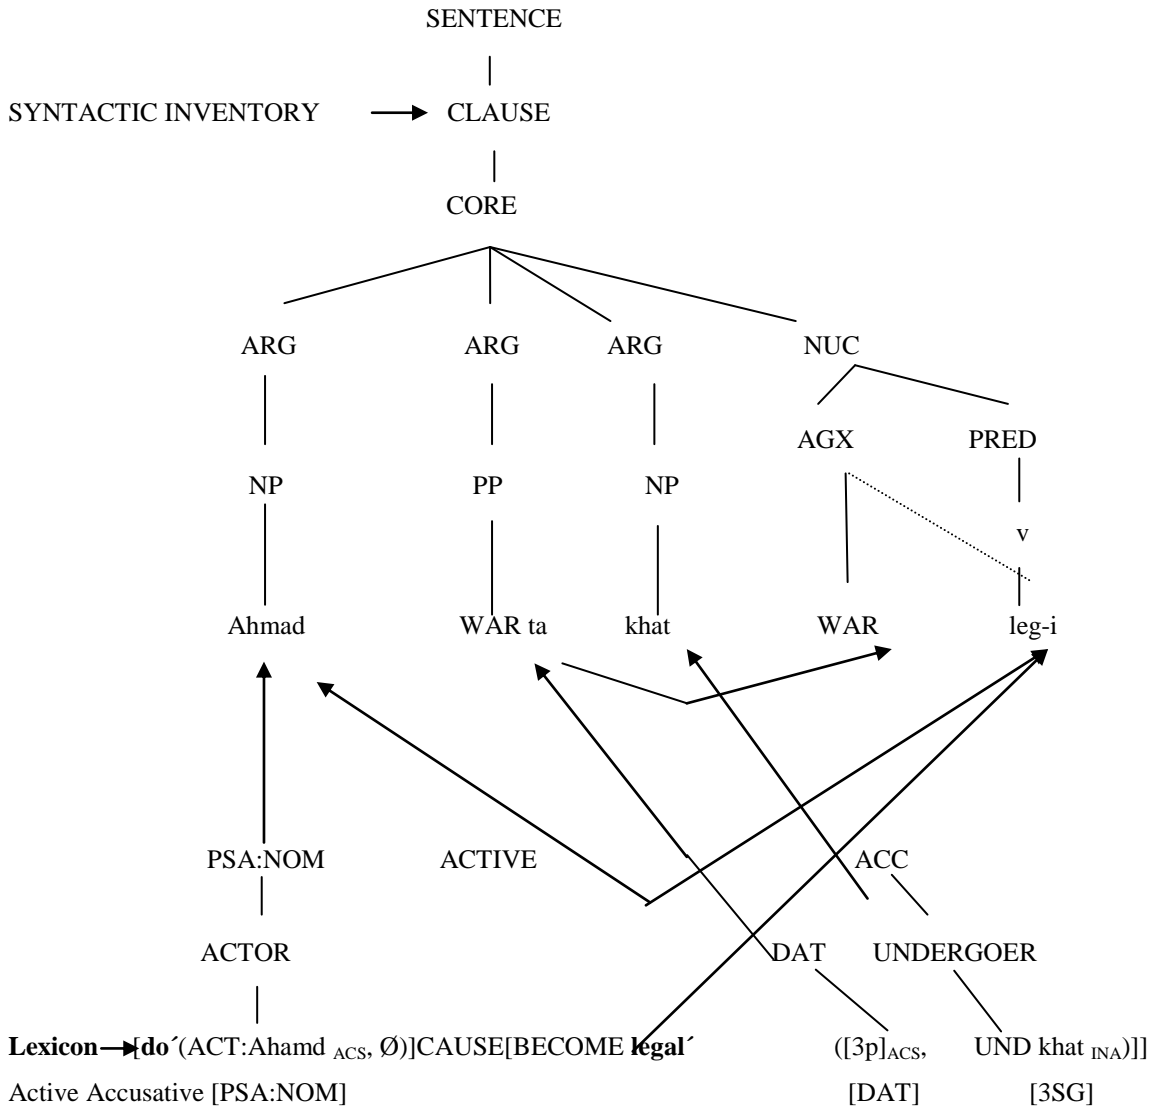 SENTENCE
SYNTACTIC INVENTORY CLAUSE
CORE
ARG ARG ARG NUC
AGX PRED
NP PP NP
v
Ahmad WAR ta khat WAR leg-i
PSA:NOM ACTIVE ACC
ACTOR DAT UNDERGOER
Lexicon→[do´(ACT:Ahamd ACS, Ø)]CAUSE[BECOME legal´ ([3p]ACS, UND khat INA)]]
Active Accusative [PSA:NOM] [DAT] [3SG]